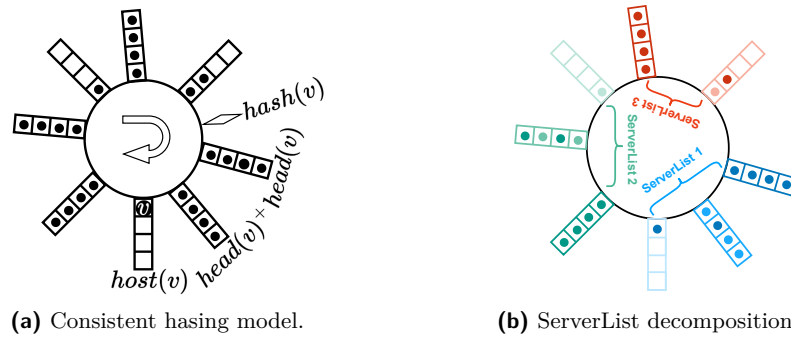 hash(v)
head(v)
head(v)⁺
v
host(v)
(a) Consistent hasing model.
ServerList 3
ServerList 2
ServerList 1
(b) ServerList decomposition